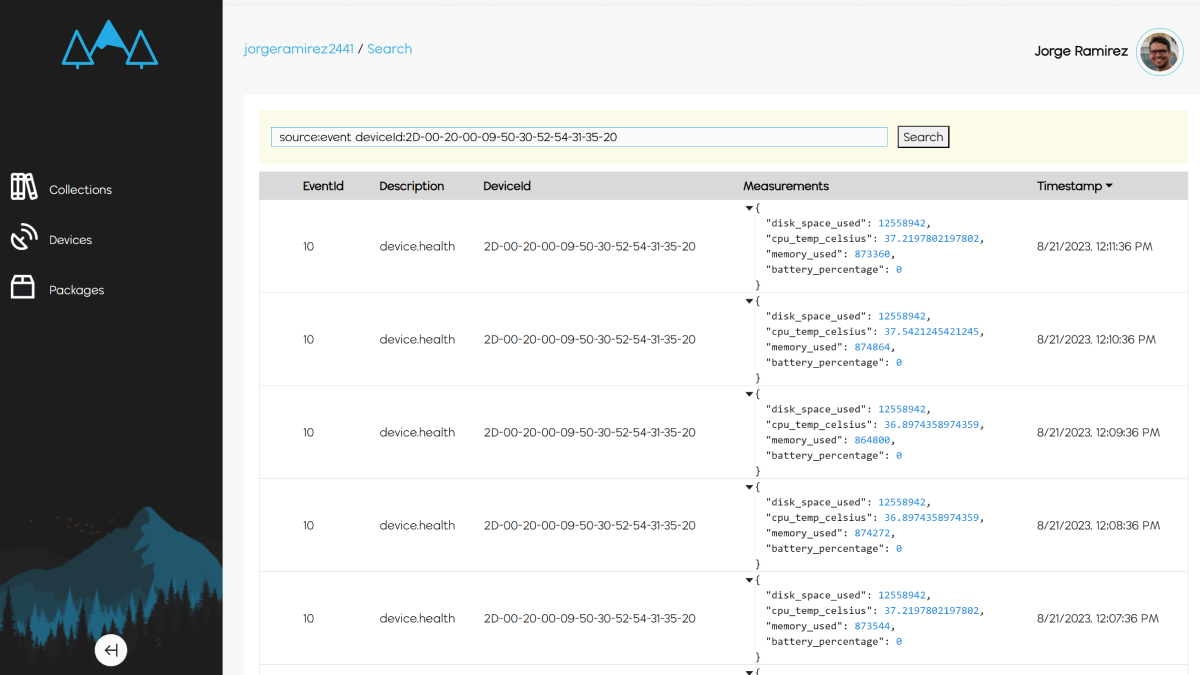 jorgeramirez2441 / Search
Jorge Ramirez
source:event deviceId:2D-00-20-00-09-50-30-52-54-31-35-20
Search
Collections
Devices
Packages
EventId Description DeviceId Measurements Timestamp
{
10 device.health 2D-00-20-00-09-50-30-52-54-31-35-20 8/21/2023, 12:11:36 PM
"disk_space_used": 12558942,
"cpu_temp_celsius": 37.2197802197802,
"memory_used": 873360,
"battery_percentage": 0
}
{
10 device.health 2D-00-20-00-09-50-30-52-54-31-35-20 8/21/2023, 12:10:36 PM
"disk_space_used": 12558942,
"cpu_temp_celsius": 37.5421245421245,
"memory_used": 874864,
"battery_percentage": 0
}
{
10 device.health 2D-00-20-00-09-50-30-52-54-31-35-20 8/21/2023, 12:09:36 PM
"disk_space_used": 12558942,
"cpu_temp_celsius": 36.8974358974359,
"memory_used": 864800,
"battery_percentage": 0
}
{
10 device.health 2D-00-20-00-09-50-30-52-54-31-35-20 8/21/2023, 12:08:36 PM
"disk_space_used": 12558942,
"cpu_temp_celsius": 36.8974358974359,
"memory_used": 874272,
"battery_percentage": 0
}
{
10 device.health 2D-00-20-00-09-50-30-52-54-31-35-20 8/21/2023, 12:07:36 PM
"disk_space_used": 12558942,
"cpu_temp_celsius": 37.2197802197802,
"memory_used": 873544,
"battery_percentage": 0
}
{